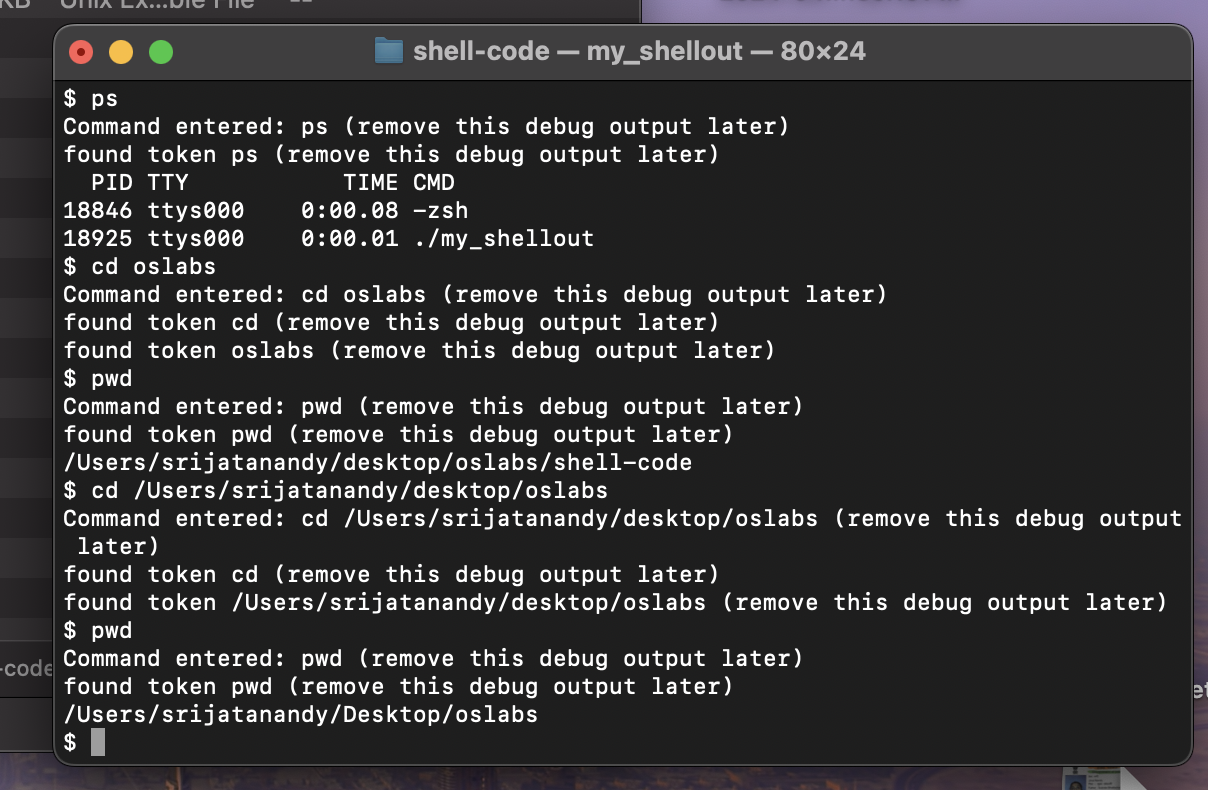 KB Unix Ex...ble File --
shell-code — my_shellout — 80×24
$ ps
Command entered: ps (remove this debug output later)
found token ps (remove this debug output later)
  PID TTY           TIME CMD
18846 ttys000    0:00.08 -zsh
18925 ttys000    0:00.01 ./my_shellout
$ cd oslabs
Command entered: cd oslabs (remove this debug output later)
found token cd (remove this debug output later)
found token oslabs (remove this debug output later)
$ pwd
Command entered: pwd (remove this debug output later)
found token pwd (remove this debug output later)
/Users/srijatanandy/desktop/oslabs/shell-code
$ cd /Users/srijatanandy/desktop/oslabs
Command entered: cd /Users/srijatanandy/desktop/oslabs (remove this debug output
 later)
found token cd (remove this debug output later)
found token /Users/srijatanandy/desktop/oslabs (remove this debug output later)
$ pwd
Command entered: pwd (remove this debug output later)
found token pwd (remove this debug output later)
/Users/srijatanandy/Desktop/oslabs
$
-code